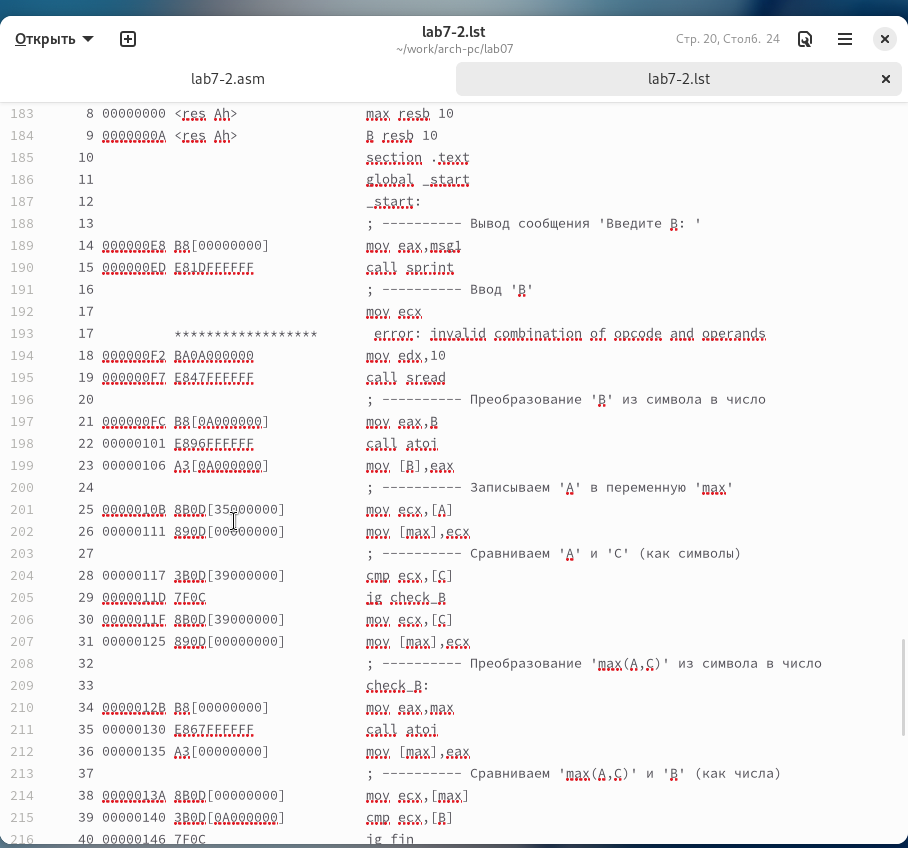 Открыть
lab7-2.lst
~/work/arch-pc/lab07
Стр. 20, Столб. 24
lab7-2.asm
lab7-2.lst
183 8 00000000 <res Ah> max resb 10
184 9 0000000A <res Ah> B resb 10
185 10 section .text
186 11 global _start
187 12 _start:
188 13 ; ---------- Вывод сообщения 'Введите B: '
189 14 000000E8 B8[00000000] mov eax,msg1
190 15 000000ED E81DFFFFFF call sprint
191 16 ; ---------- Ввод 'B'
192 17 mov ecx
193 17 ****************** error: invalid combination of opcode and operands
194 18 000000F2 BA0A000000 mov edx,10
195 19 000000F7 E847FFFFFF call sread
196 20 ; ---------- Преобразование 'B' из символа в число
197 21 000000FC B8[0A000000] mov eax,B
198 22 00000101 E896FFFFFF call atoi
199 23 00000106 A3[0A000000] mov [B],eax
200 24 ; ---------- Записываем 'A' в переменную 'max'
201 25 0000010B 8B0D[35000000] mov ecx,[A]
202 26 00000111 890D[00000000] mov [max],ecx
203 27 ; ---------- Сравниваем 'A' и 'С' (как символы)
204 28 00000117 3B0D[39000000] cmp ecx,[C]
205 29 0000011D 7F0C jg check_B
206 30 0000011F 8B0D[39000000] mov ecx,[C]
207 31 00000125 890D[00000000] mov [max],ecx
208 32 ; ---------- Преобразование 'max(A,C)' из символа в число
209 33 check_B:
210 34 0000012B B8[00000000] mov eax,max
211 35 00000130 E867FFFFFF call atoi
212 36 00000135 A3[00000000] mov [max],eax
213 37 ; ---------- Сравниваем 'max(A,C)' и 'B' (как числа)
214 38 0000013A 8B0D[00000000] mov ecx,[max]
215 39 00000140 3B0D[0A000000] cmp ecx,[B]
216 40 00000146 7F0C jg fin